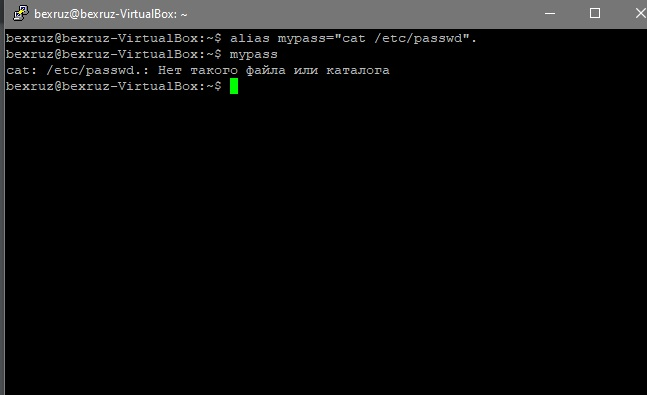 bexruz@bexruz-VirtualBox: ~
bexruz@bexruz-VirtualBox:~$ alias mypass="cat /etc/passwd".
bexruz@bexruz-VirtualBox:~$ mypass
cat: /etc/passwd.: Нет такого файла или каталога
bexruz@bexruz-VirtualBox:~$